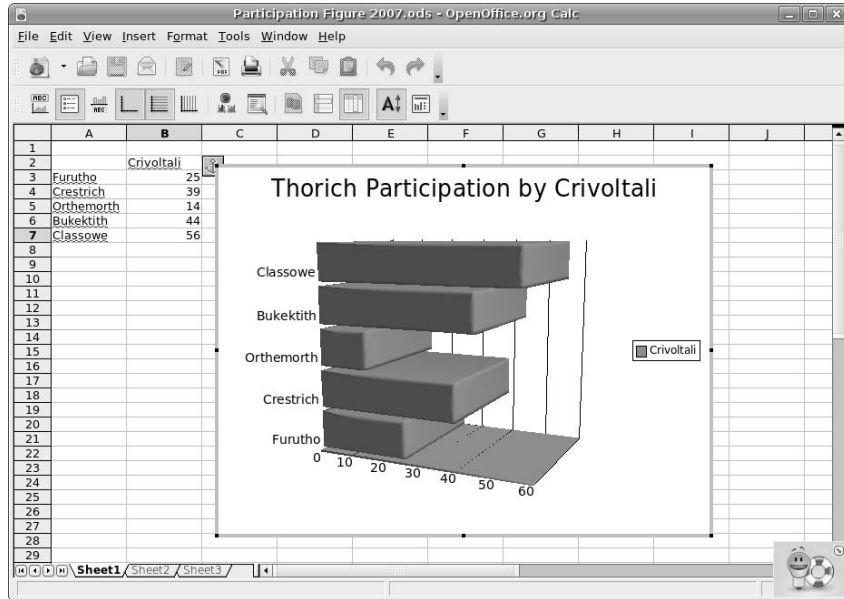 Participation Figure 2007.ods - OpenOffice.org Calc
File Edit View Insert Format Tools Window Help
A B C D E F G H I J
1
2 Crivoltali
3 Furutho 25
4 Crestrich 39
5 Orthemorth 14
6 Bukektith 44
7 Classowe 56
8
9
10
11
12
13
14
15
16
17
18
19
20
21
22
23
24
25
26
27
28
29
Thorich Participation by Crivoltali
Classowe
Bukektith
Orthemorth
Crestrich
Furutho
0 10 20 30 40 50 60
Crivoltali
Sheet1 Sheet2 Sheet3